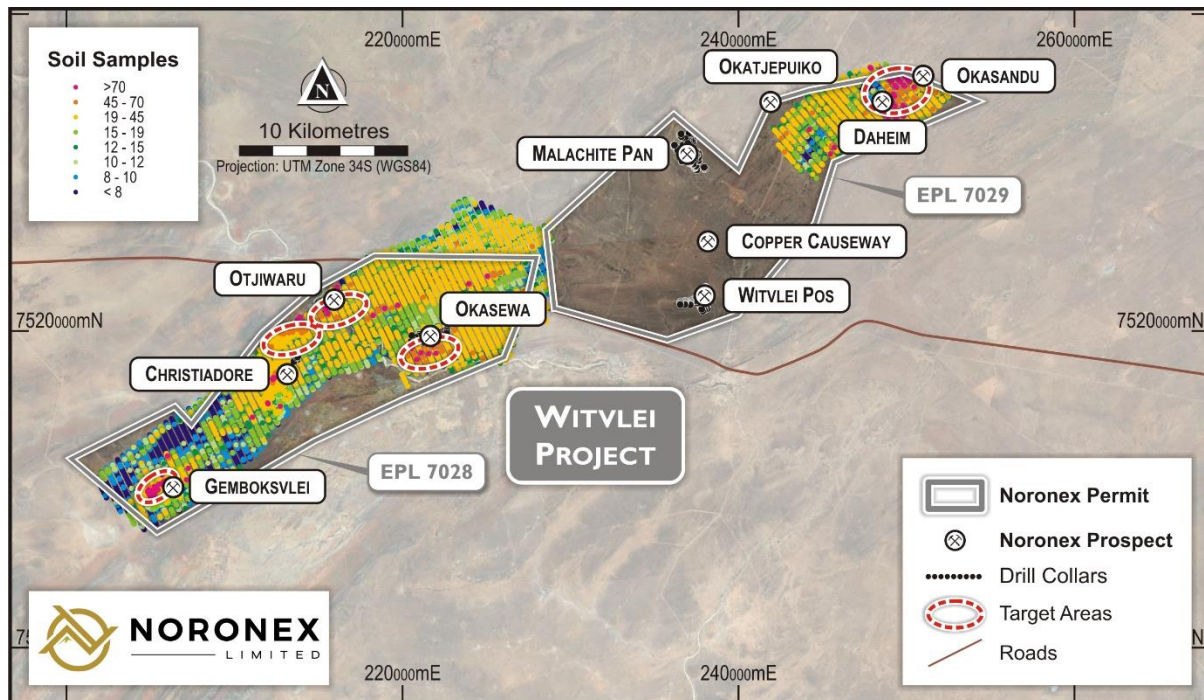 220000mE
240000mE
260000mE
Soil Samples
>70
45 - 70
19 - 45
15 - 19
12 - 15
10 - 12
8 - 10
< 8
N
10 Kilometres
Projection: UTM Zone 34S (WGS84)
OKATJEPUIKO
OKASANDU
DAHEIM
MALACHITE PAN
EPL 7029
COPPER CAUSEWAY
WITVLEI POS
OTJIWARU
OKASEWA
7520000mN
7520000mN
CHRISTIADORE
WITVLEI
PROJECT
EPL 7028
GEMBOKSVLEI
Noronex Permit
Noronex Prospect
Drill Collars
Target Areas
Roads
NORONEX
LIMITED
220000mE
240000mE